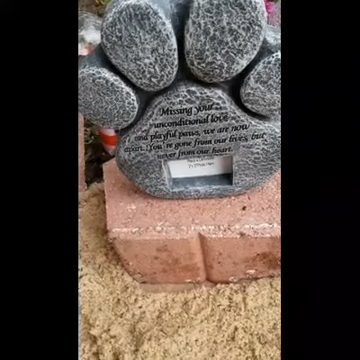 Missing your
unconditional love
and playful paws, we are now
apart. You're gone from our lives, but
never from our heart.